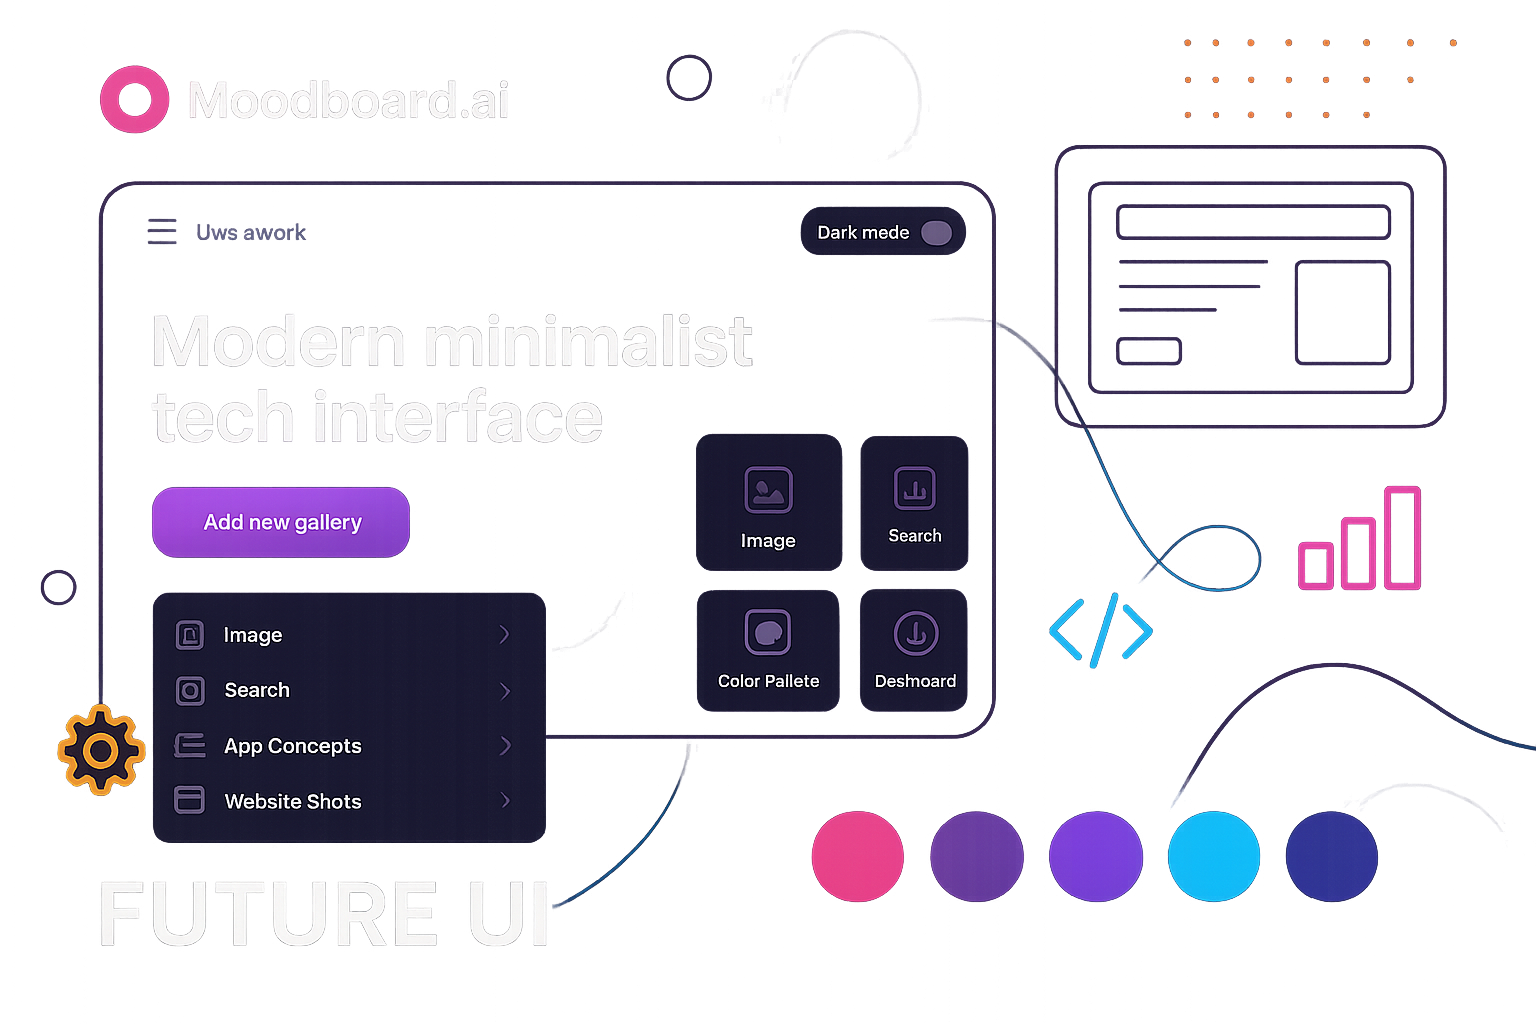 Moodboard.ai
Uws awork
Dark mede
Modern minimalist
tech interface
Add new gallery
Image
Search
App Concepts
Website Shots
Image
Search
Color Pallete
Deshmoard
FUTURE UI